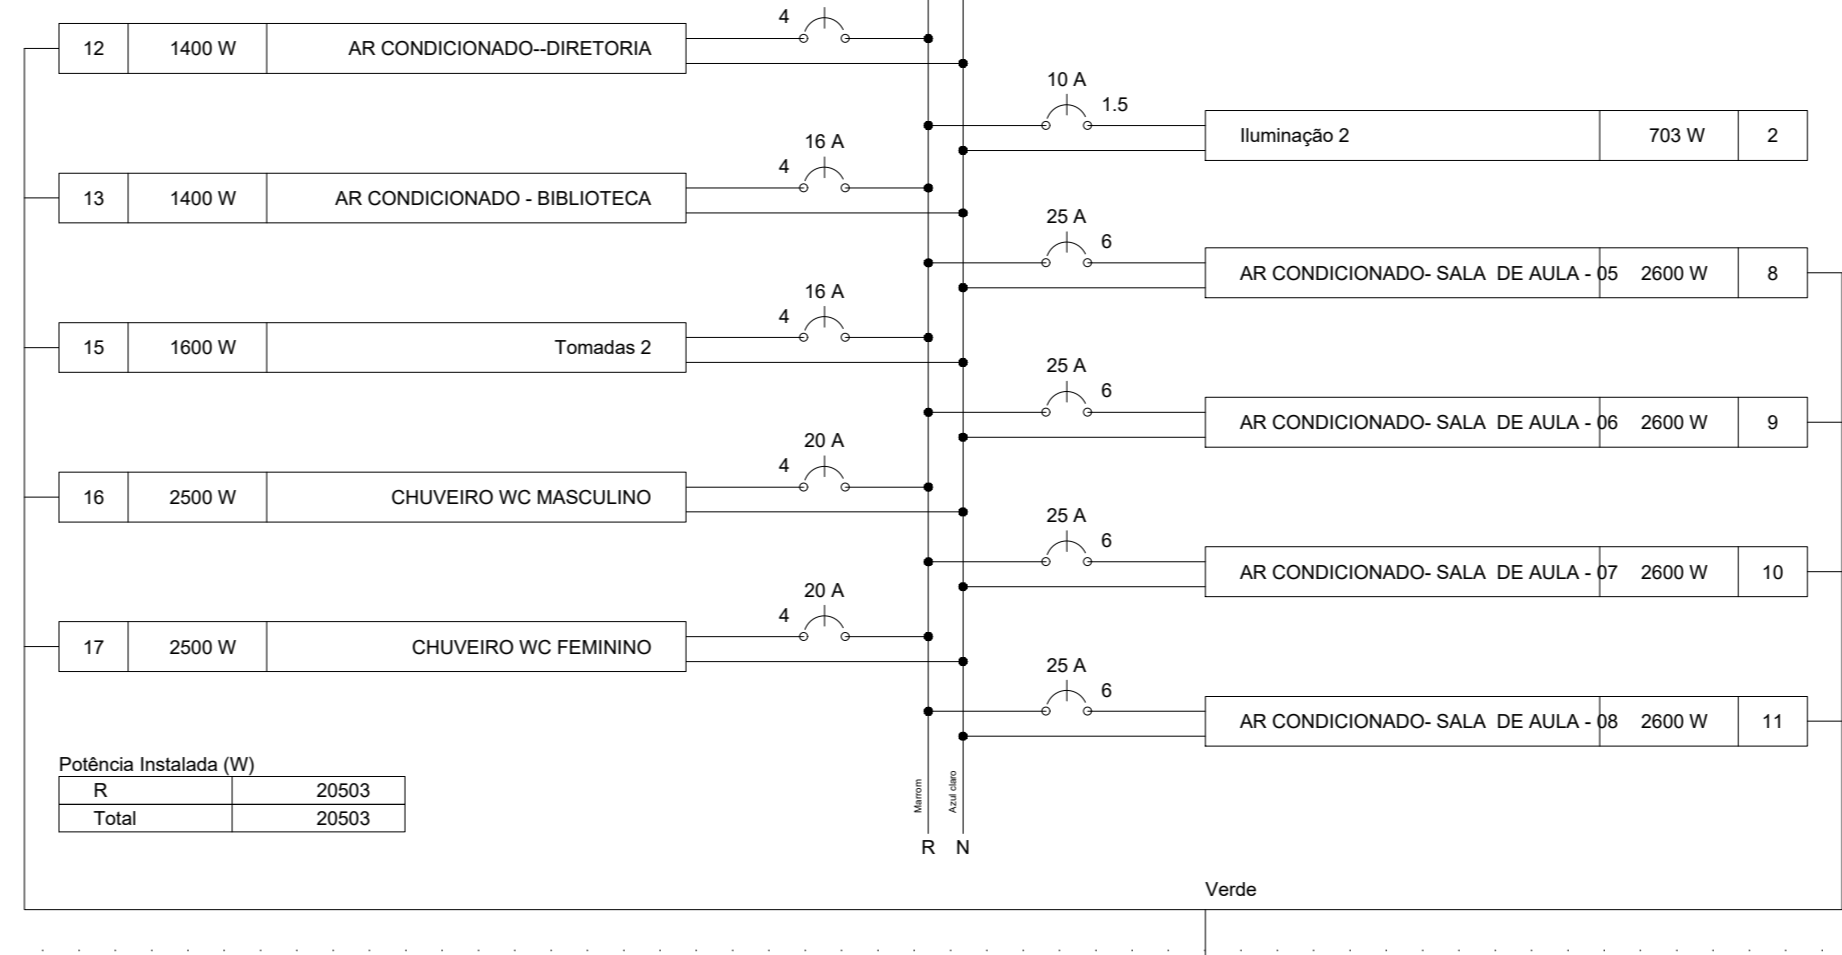 4
12 1400 W AR CONDICIONADO--DIRETORIA
10 A
1.5
Iluminação 2 703 W 2
16 A
4
13 1400 W AR CONDICIONADO - BIBLIOTECA
25 A
6
AR CONDICIONADO- SALA DE AULA - 05 2600 W 8
16 A
4
15 1600 W Tomadas 2
25 A
6
AR CONDICIONADO- SALA DE AULA - 06 2600 W 9
20 A
4
16 2500 W CHUVEIRO WC MASCULINO
25 A
6
AR CONDICIONADO- SALA DE AULA - 07 2600 W 10
20 A
4
17 2500 W CHUVEIRO WC FEMININO
25 A
6
AR CONDICIONADO- SALA DE AULA - 08 2600 W 11
Potência Instalada (W)
R 20503
Total 20503
Marrom
Azul claro
R N
Verde